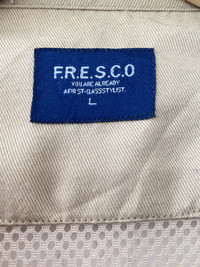 F.R.E.S.C.O
YOU ARE ALREADY
A FIRST-CLASS STYLIST.
L